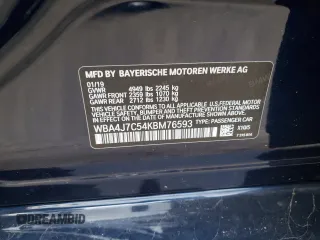 MFD. BY BAYERISCHE MOTOREN WERKE AG
01/19
GVWR 4949 lbs 2245 kg
GAWR FRONT 2359 lbs 1070 kg
GAWR REAR 2712 lbs 1230 kg
THIS VEHICLE CONFORMS TO ALL APPLICABLE U.S. FEDERAL MOTOR
VEHICLE SAFETY, BUMPER, AND THEFT PREVENTION STANDARDS
IN EFFECT ON THE DATE OF MANUFACTURE SHOWN ABOVE.
WBA4J7C54KBM76593 TYPE: PASSENGER CAR
DREAMBID